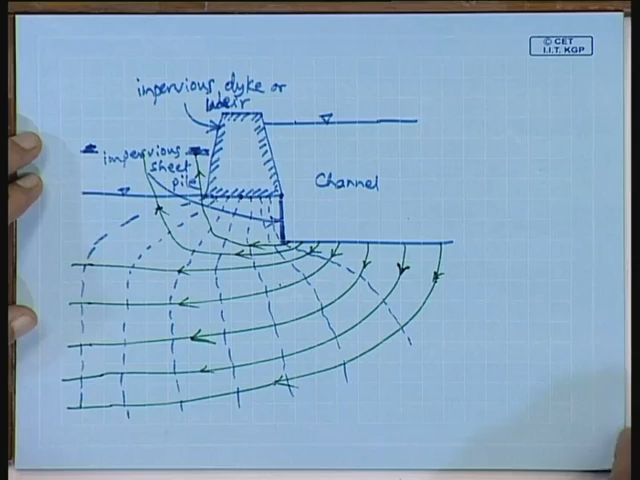 © CET
I.I.T. KGP
impervious dyke or
weir
impervious
sheet
pile
Channel